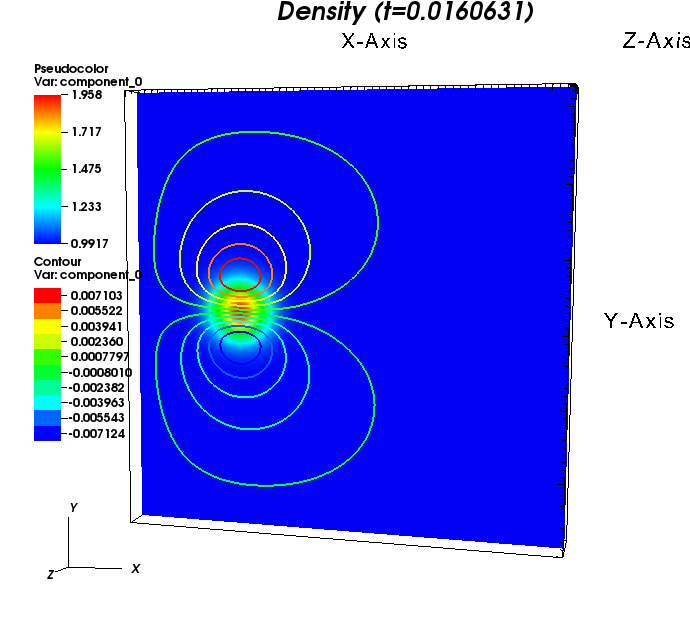 Density (t=0.0160631)
X-Axis
Z-Axis
Pseudocolor
Var: component_0
1.958
1.717
1.475
1.233
0.9917
Contour
Var: component_0
0.007103
0.005522
0.003941
0.002360
0.0007797
-0.0008010
-0.002382
-0.003963
-0.005543
-0.007124
Y-Axis
Y
Z
X